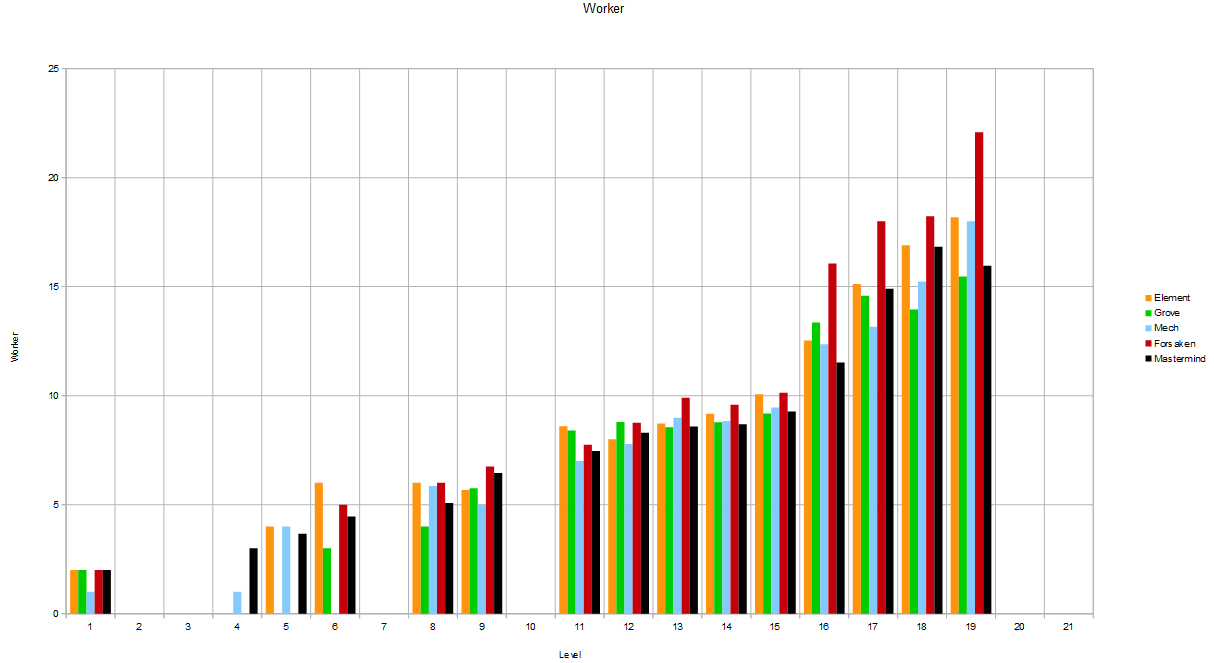 Worker
25
20
15
10
5
0
Worker
1 2 3 4 5 6 7 8 9 10 11 12 13 14 15 16 17 18 19 20 21
Level
Element
Grove
Mech
Forsaken
Mastermind